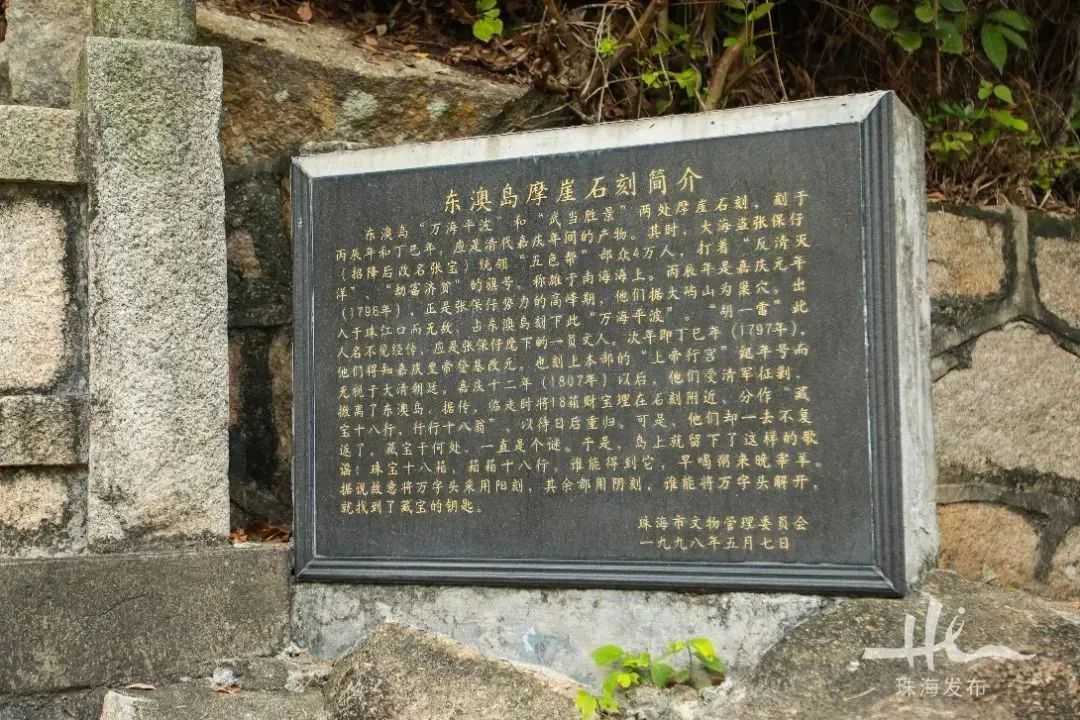 东澳岛摩崖石刻简介
东澳岛“万海平波”和“武当胜景”两处摩崖石刻，刻于
丙辰年和丁巳年，应是清代嘉庆年间的产物。其时，大海盗张保仔
（招降后改名张宝）统领“五色帮”部众4万人，打着“反清灭
洋”“劫富济贫”的旗号，称雄于南海海上。丙辰年是嘉庆元年
（1796年），正是张保仔势力的高峰期，他们据大屿山为巢穴。出
入于珠江口而无敌，占东澳岛刻下此“万海平波”。“胡一雷”此
人名不见经传，应是张保仔麾下的一员文人。次年即丁巳年（1797年），
他们得知嘉庆皇帝登基改元，也刻上本部的“上帝行宫”纪年号而
无视于大清朝廷。嘉庆十二年（1807年）以后，他们受清军征剿，
撤离了东澳岛，据传，临走时将18箱财宝埋在石刻附近，分作“藏
宝十八行，行行十八箱”，以待日后重归。可是，他们却一去不复
返了。藏宝于何处，一直是个谜。于是，岛上就留下了这样的歌
谣：珠宝十八箱，箱箱十八行，谁能得到它，早喝粥来晚宰羊。
据说故意将万字头采用阳刻，其余都用阴刻，谁能将万字头解开，
就找到了藏宝的钥匙。
珠海市文物管理委员会
一九九八年五月七日
Hi
珠海发布